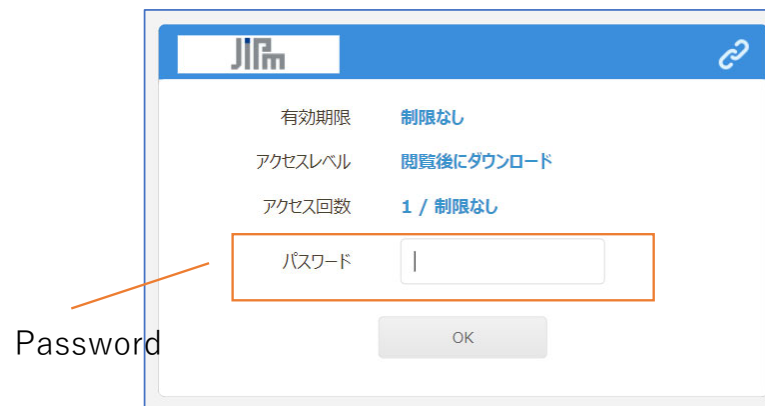 JIPm
有効期限 制限なし
アクセスレベル 閲覧後にダウンロード
アクセス回数 1 / 制限なし
パスワード
Password
OK